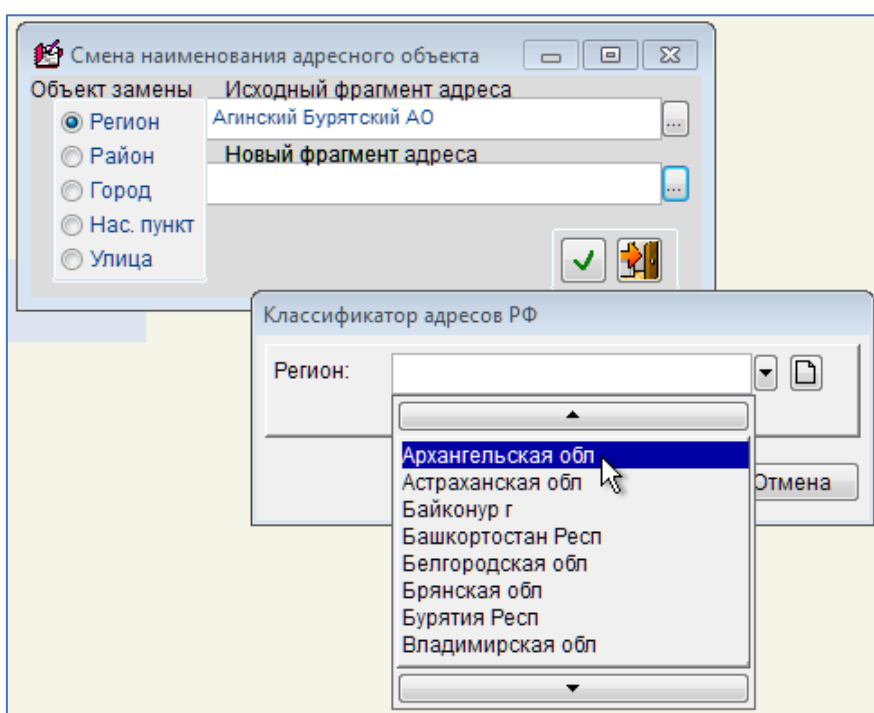 Смена наименования адресного объекта
Объект замены Исходный фрагмент адреса
Регион Агинский Бурятский АО ...
Район Новый фрагмент адреса
Город ...
Нас. пункт
Улица
Классификатор адресов РФ
Регион:
Архангельская обл
Астраханская обл Отмена
Байконур г
Башкортостан Респ
Белгородская обл
Брянская обл
Бурятия Респ
Владимирская обл